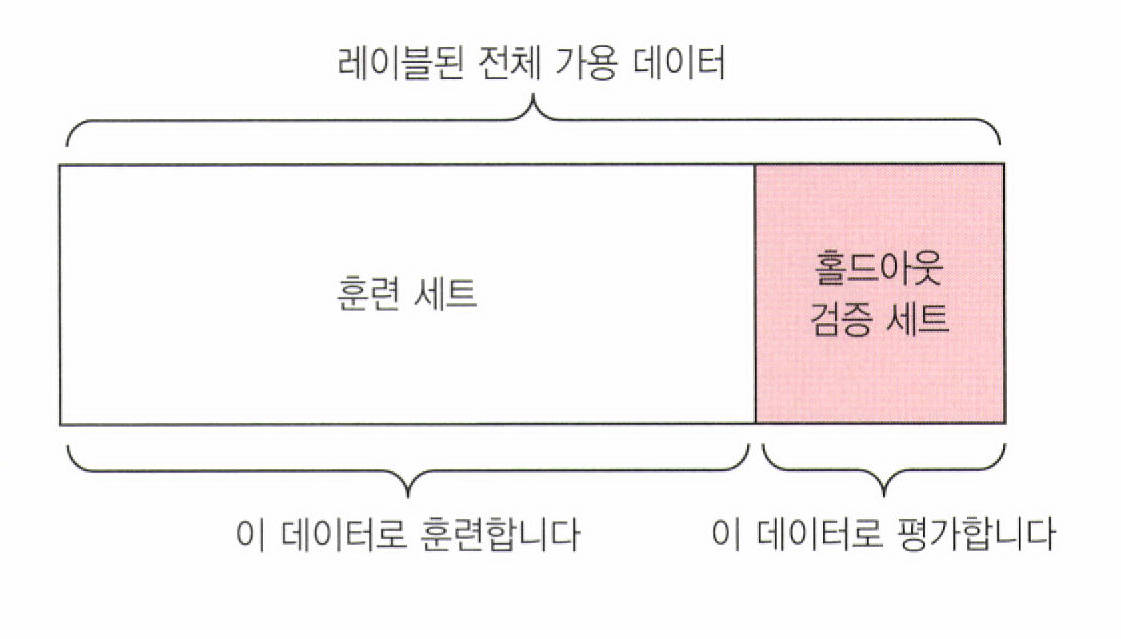 레이블된 전체 가용 데이터
훈련 세트
홀드아웃
검증 세트
이 데이터로 훈련합니다
이 데이터로 평가합니다